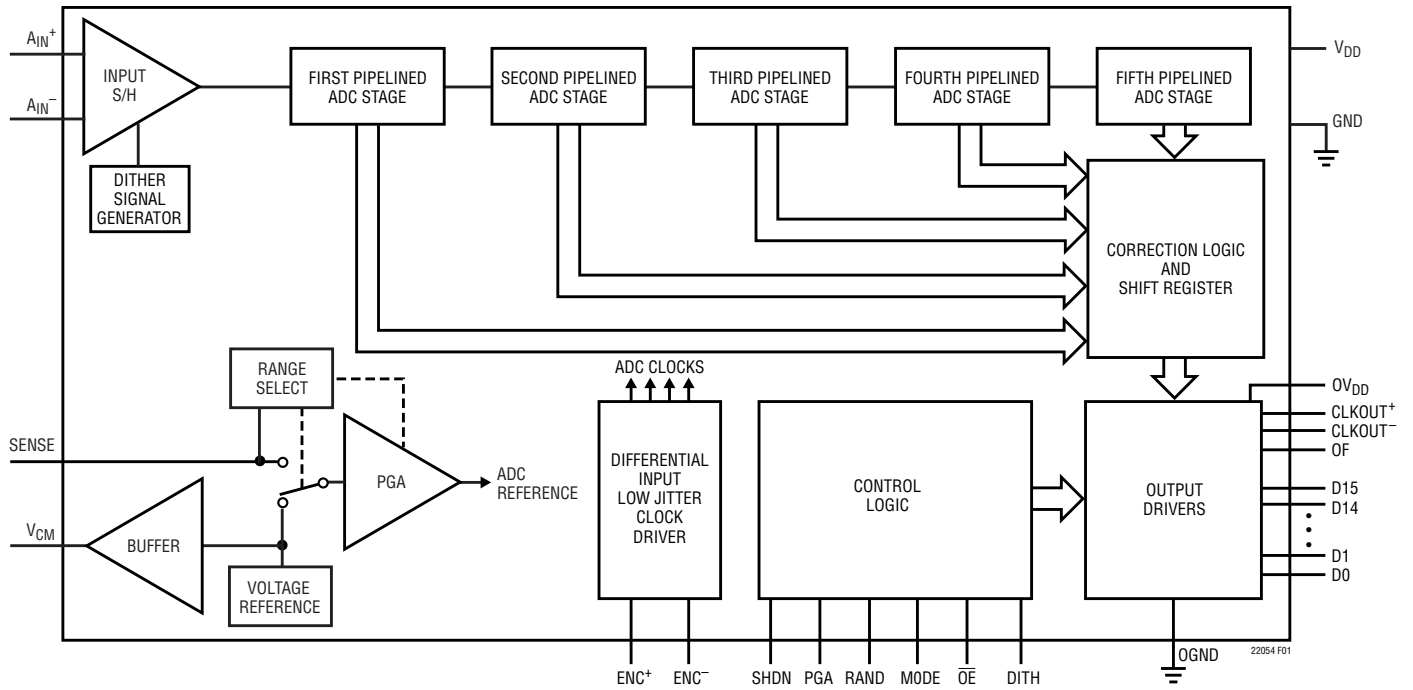 AIN+
AIN−
INPUT
S/H
DITHER
SIGNAL
GENERATOR
FIRST PIPELINED
ADC STAGE
SECOND PIPELINED
ADC STAGE
THIRD PIPELINED
ADC STAGE
FOURTH PIPELINED
ADC STAGE
FIFTH PIPELINED
ADC STAGE
VDD
GND
CORRECTION LOGIC
AND
SHIFT REGISTER
RANGE
SELECT
SENSE
PGA
ADC
REFERENCE
VCM
BUFFER
VOLTAGE
REFERENCE
ADC CLOCKS
DIFFERENTIAL
INPUT
LOW JITTER
CLOCK
DRIVER
CONTROL
LOGIC
OUTPUT
DRIVERS
OVDD
CLKOUT+
CLKOUT−
OF
D15
D14
D1
D0
OGND
ENC+
ENC−
SHDN
PGA
RAND
MODE
O̅E̅
DITH
22054 F01